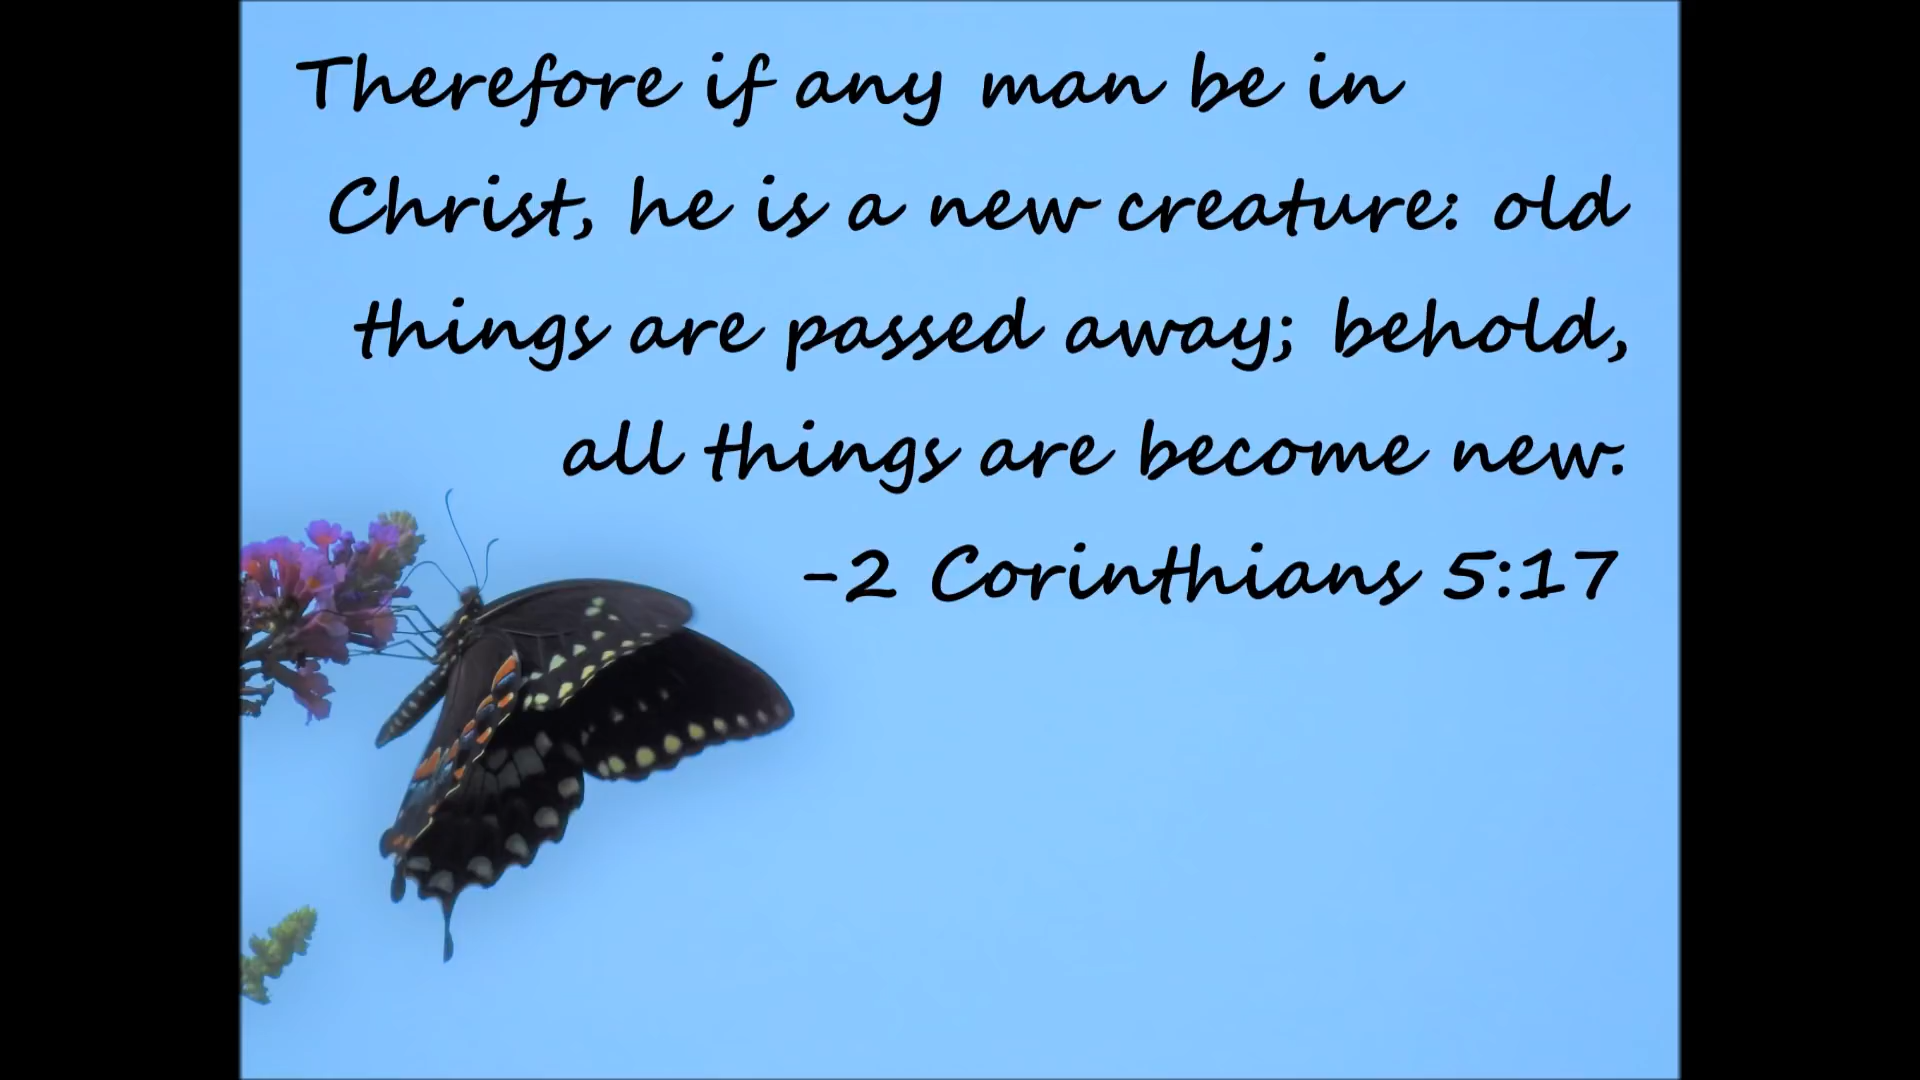 Therefore if any man be in
Christ, he is a new creature: old
things are passed away; behold,
all things are become new.
-2 Corinthians 5:17